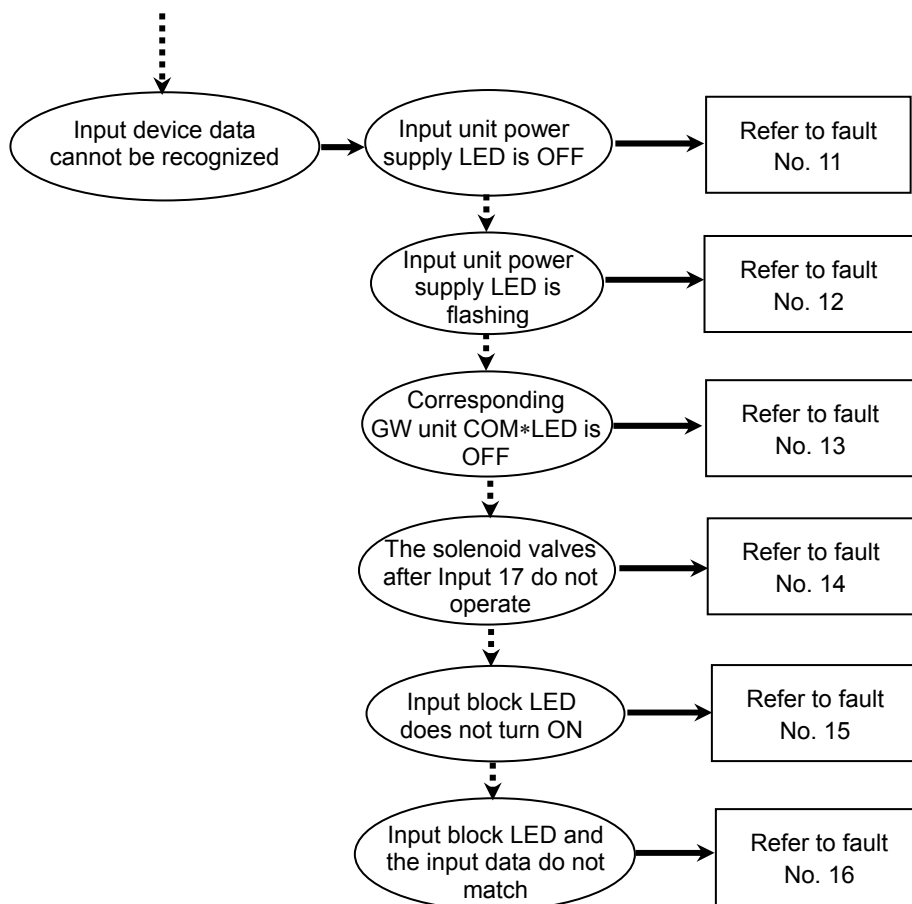 Input device data
cannot be recognized
Input unit power
supply LED is OFF
Refer to fault
No. 11
Input unit power
supply LED is
flashing
Refer to fault
No. 12
Corresponding
GW unit COM*LED is
OFF
Refer to fault
No. 13
The solenoid valves
after Input 17 do not
operate
Refer to fault
No. 14
Input block LED
does not turn ON
Refer to fault
No. 15
Input block LED and
the input data do not
match
Refer to fault
No. 16